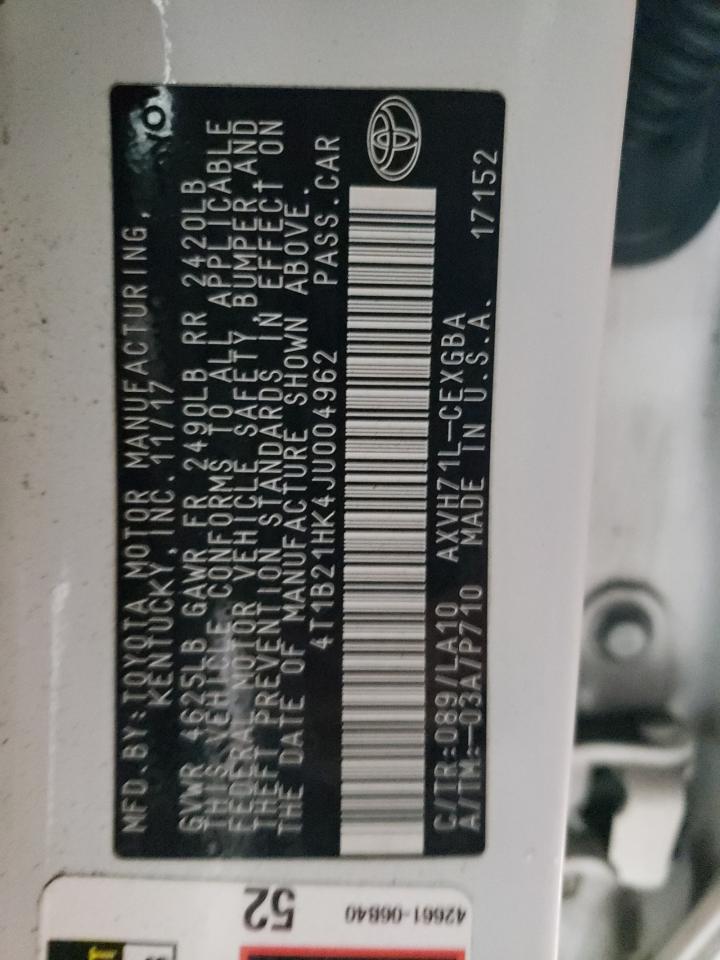 MFD.BY:TOYOTA MOTOR MANUFACTURING,
KENTUCKY,INC.11/17
GVWR 4625LB GAWR FR 2490LB RR 2420LB
THIS VEHICLE CONFORMS TO ALL APPLICABLE
FEDERAL MOTOR VEHICLE SAFETY,BUMPER,AND
THEFT PREVENTION STANDARDS IN EFFECT ON
THE DATE OF MANUFACTURE SHOWN ABOVE.
4T1B21HK4JU004962 PASS.CAR
C/TR:089/LA10 AXVH71L-CEXGBA
A/TM:-03A/P710 MADE IN U.S.A. 17152
52
42661-06B40